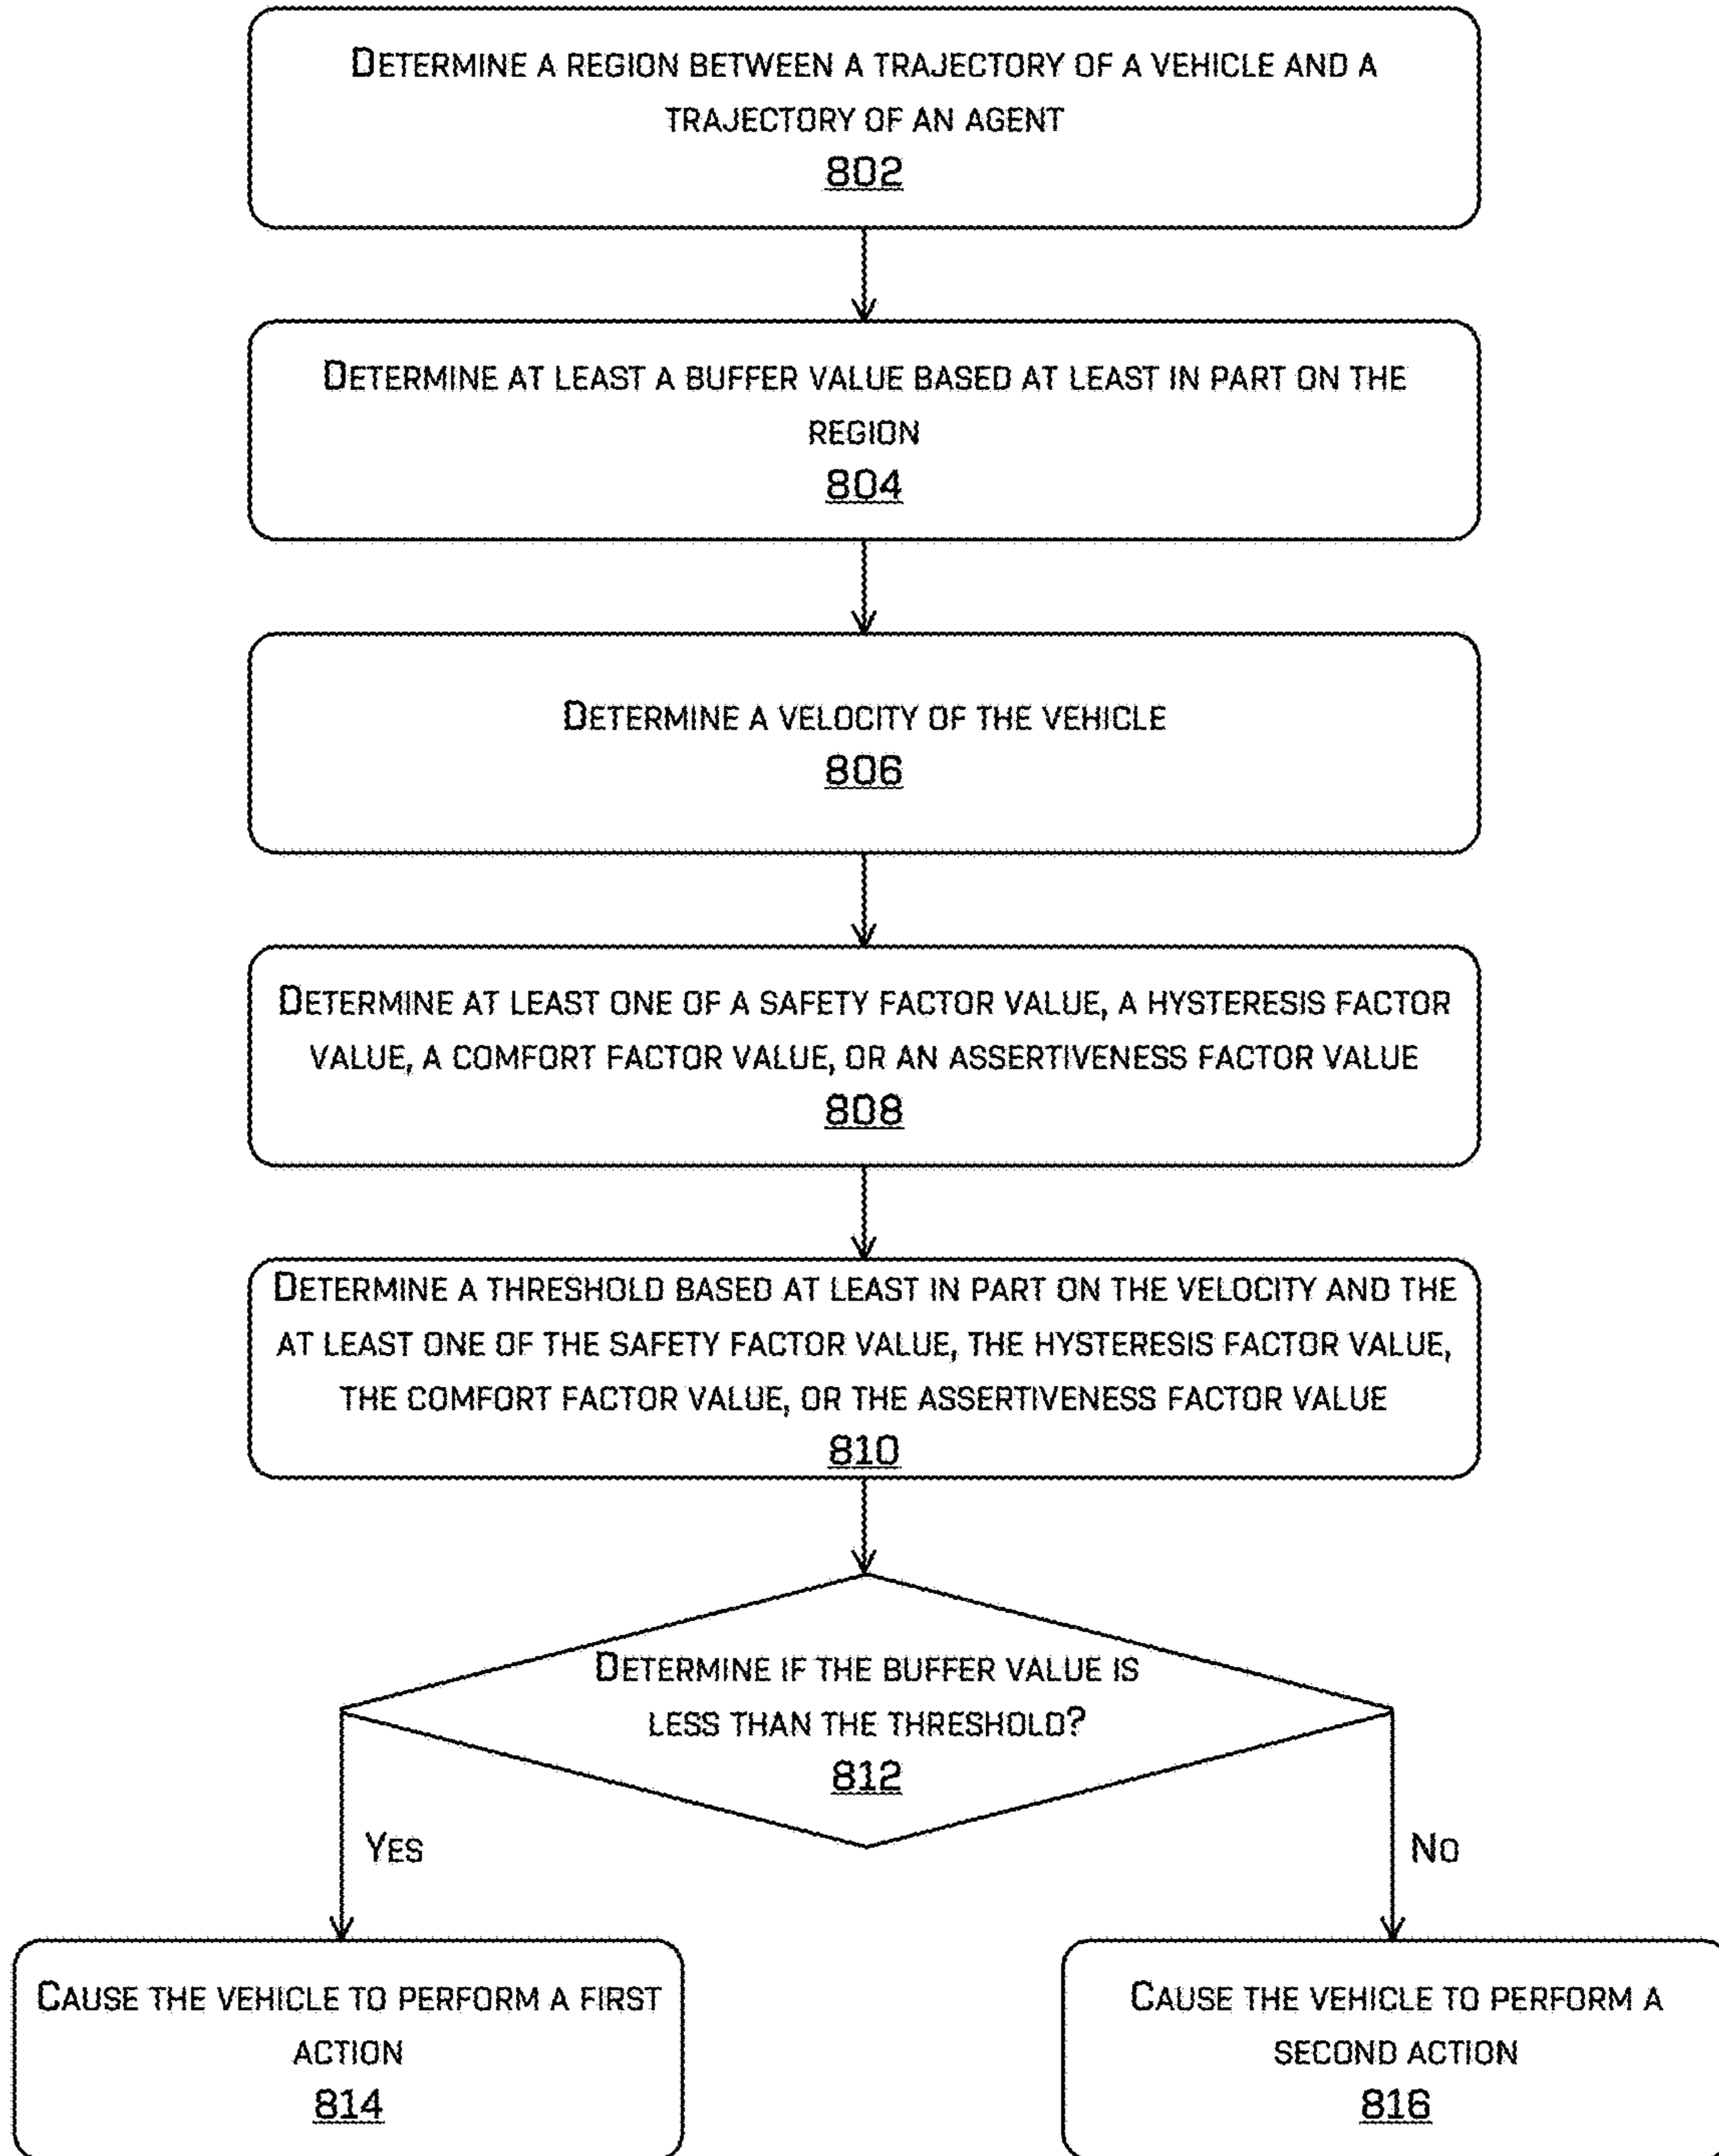 DETERMINE A REGION BETWEEN A TRAJECTORY OF A VEHICLE AND A
TRAJECTORY OF AN AGENT
802
DETERMINE AT LEAST A BUFFER VALUE BASED AT LEAST IN PART ON THE
REGION
804
DETERMINE A VELOCITY OF THE VEHICLE
806
DETERMINE AT LEAST ONE OF A SAFETY FACTOR VALUE, A HYSTERESIS FACTOR
VALUE, A COMFORT FACTOR VALUE, OR AN ASSERTIVENESS FACTOR VALUE
808
DETERMINE A THRESHOLD BASED AT LEAST IN PART ON THE VELOCITY AND THE
AT LEAST ONE OF THE SAFETY FACTOR VALUE, THE HYSTERESIS FACTOR VALUE,
THE COMFORT FACTOR VALUE, OR THE ASSERTIVENESS FACTOR VALUE
810
DETERMINE IF THE BUFFER VALUE IS
LESS THAN THE THRESHOLD?
812
YES
NO
CAUSE THE VEHICLE TO PERFORM A FIRST
ACTION
814
CAUSE THE VEHICLE TO PERFORM A
SECOND ACTION
816